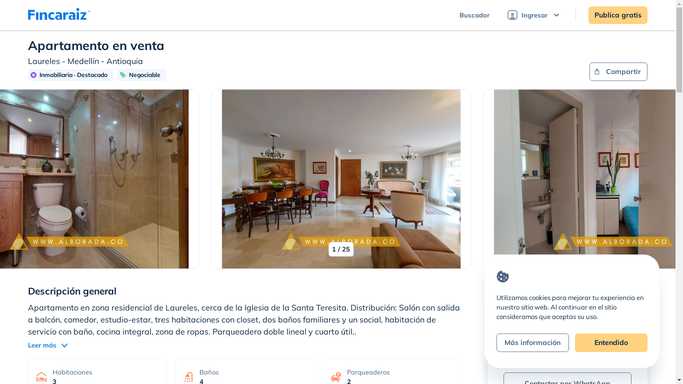 Fincaraiz
Buscador
Ingresar
Publica gratis
Apartamento en venta
Laureles - Medellín - Antioquia
Inmobiliaria - Destacado
Negociable
Compartir
WWW.ALBORADA.CO
WWW.ALBORADA.CO
WWW.ALBORADA.CO
1 / 25
Descripción general
Apartamento en zona residencial de Laureles, cerca de la Iglesia de la Santa Teresita. Distribución: Salón con salida
a balcón, comedor, estudio-estar, tres habitaciones con closet, dos baños familiares y un social, habitación de
servicio con baño, cocina integral, zona de ropas. Parqueadero doble lineal y cuarto útil..
Leer más
Habitaciones
3
Baños
4
Parqueaderos
2
Utilizamos cookies para mejorar tu experiencia en
nuestro sitio web. Al continuar en el sitio
consideramos que aceptas su uso.
Más información
Entendido
Contactar por WhatsApp